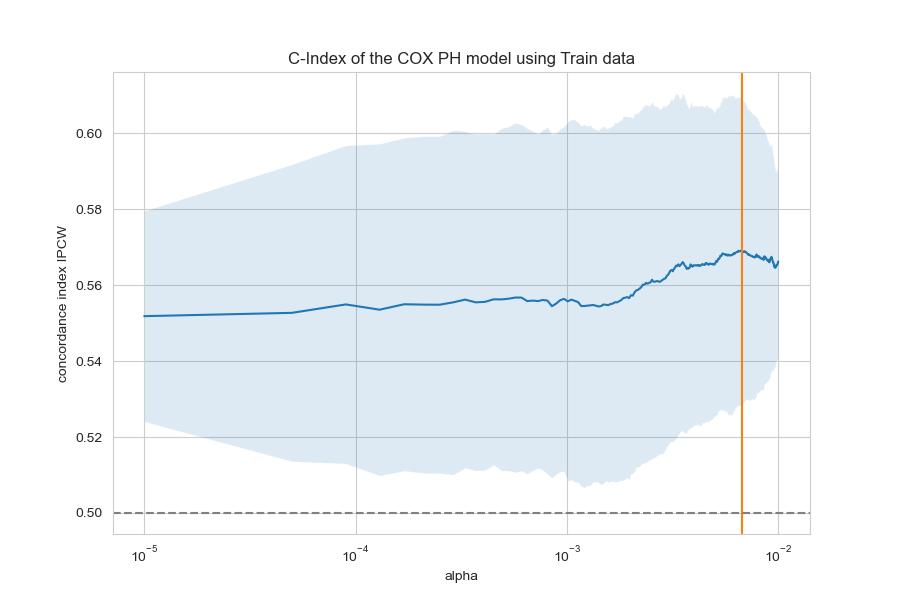 C-Index of the COX PH model using Train data
concordance index IPCW
0.60
0.58
0.56
0.54
0.52
0.50
10⁻⁵ 10⁻⁴ 10⁻³ 10⁻²
alpha